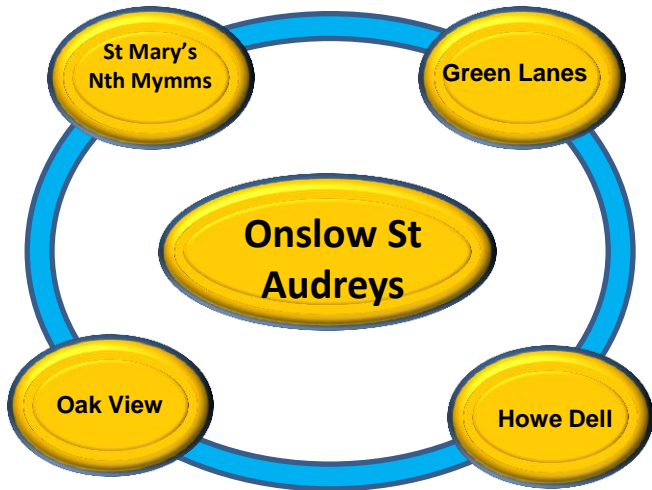 St Mary’s
Nth Mymms
Green Lanes
Onslow St
Audreys
Oak View
Howe Dell